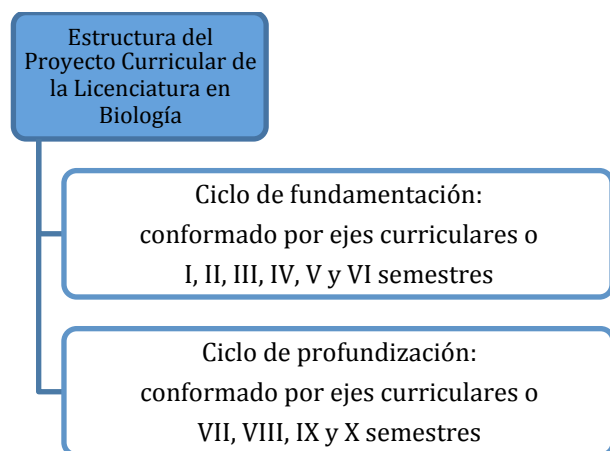 Estructura del
Proyecto Curricular de
la Licenciatura en
Biología
Ciclo de fundamentación:
conformado por ejes curriculares o
I, II, III, IV, V y VI semestres
Ciclo de profundización:
conformado por ejes curriculares o
VII, VIII, IX y X semestres